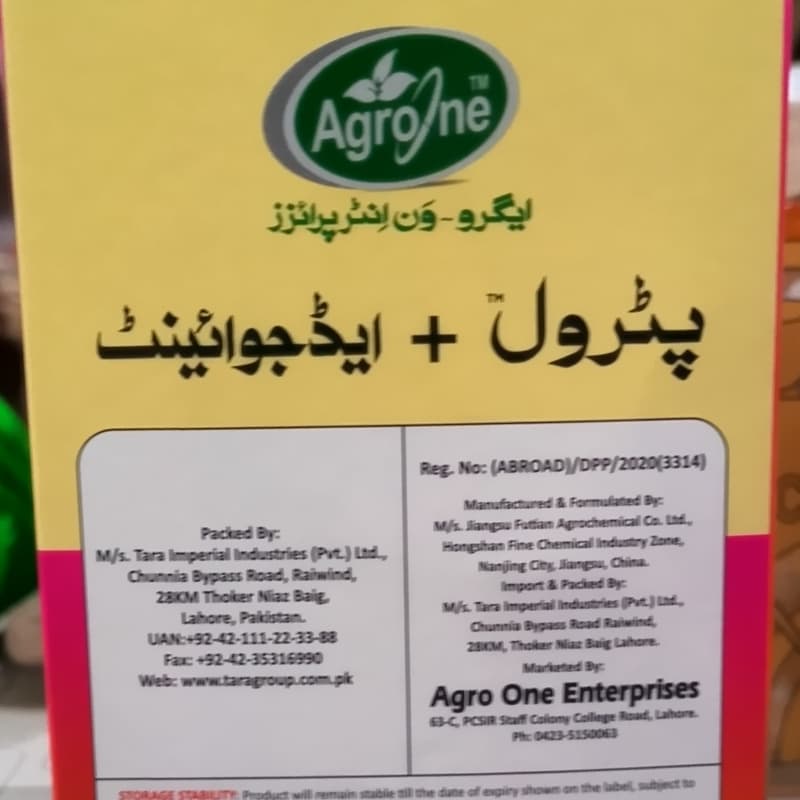 AgroOne TM
ایگرو-وَن اِنٹرپرائزز
پٹرول TM + ایڈجوائینٹ
Packed By:
M/s. Tara Imperial Industries (Pvt.) Ltd.,
Chunnia Bypass Road, Raiwind,
28KM Thoker Niaz Baig,
Lahore, Pakistan.
UAN:+92-42-111-22-33-88
Fax: +92-42-35316990
Web: www.taragroup.com.pk
Reg. No: (ABROAD)/DPP/2020(3314)
Manufactured & Formulated By:
M/s. Jiangsu Futian Agrochemical Co. Ltd.,
Hongshan Fine Chemical Industry Zone,
Nanjing City, Jiangsu, China.
Import & Packed By:
M/s. Tara Imperial Industries (Pvt.) Ltd.,
Chunnia Bypass Road Raiwind,
28KM, Thoker Niaz Baig Lahore.
Marketed By:
Agro One Enterprises
63-C, PCSIR Staff Colony College Road, Lahore.
Ph: 0423-5150063
STORAGE STABILITY: Product will remain stable till the date of expiry shown on the label, subject to